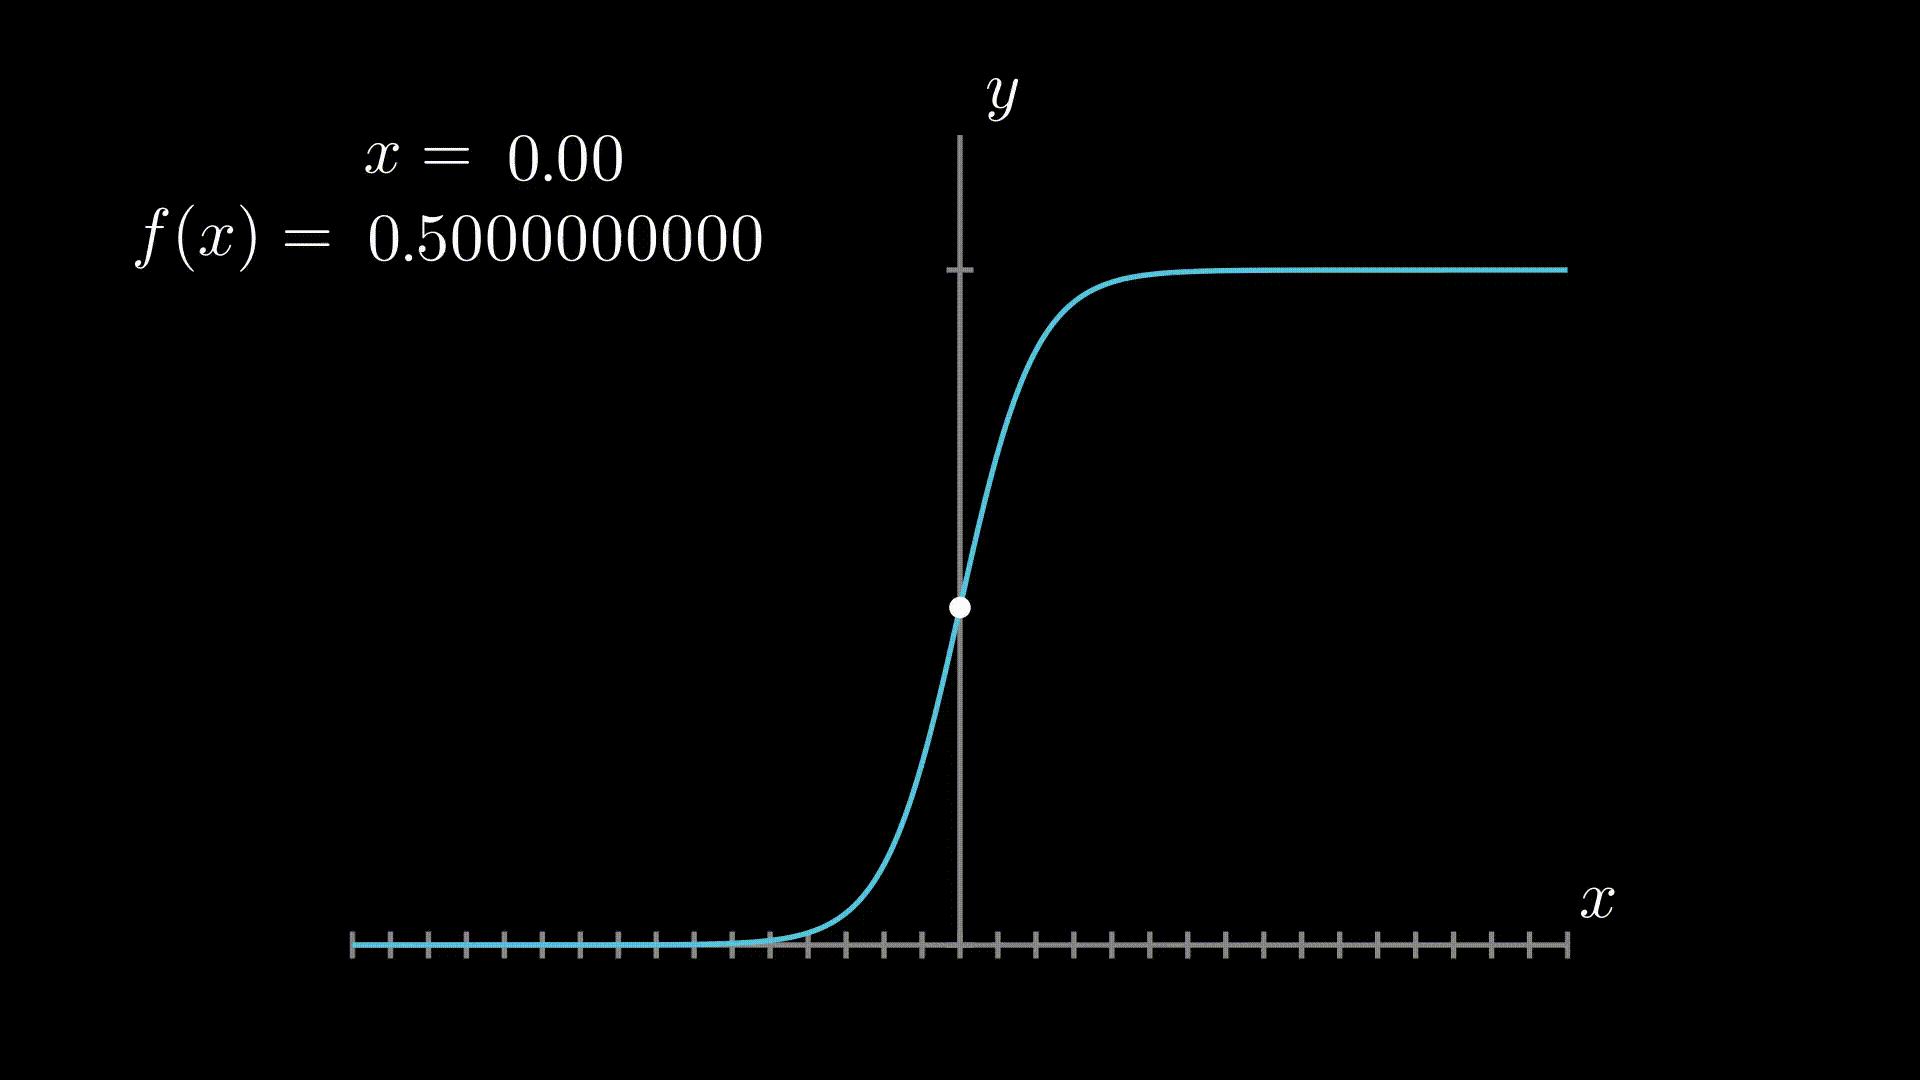 y
x = 0.00
f(x) = 0.5000000000
x